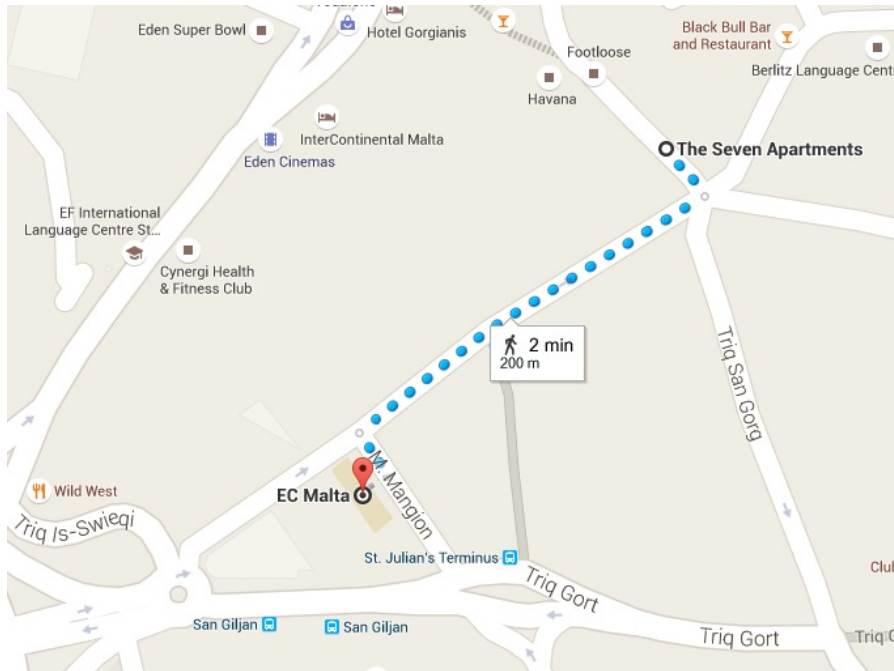 Eden Super Bowl
Hotel Gorgianis
Black Bull Bar
and Restaurant
Footloose
Berlitz Language Cent
Havana
InterContinental Malta
Eden Cinemas
The Seven Apartments
EF International
Language Centre St...
Cynergi Health
& Fitness Club
2 min
200 m
Triq San Gorg
Wild West
EC Malta
M. Mangion
Triq Is-Swieqi
St. Julian's Terminus
Triq Gort
Club
San Giljan
San Giljan
Triq Gort
Triq G